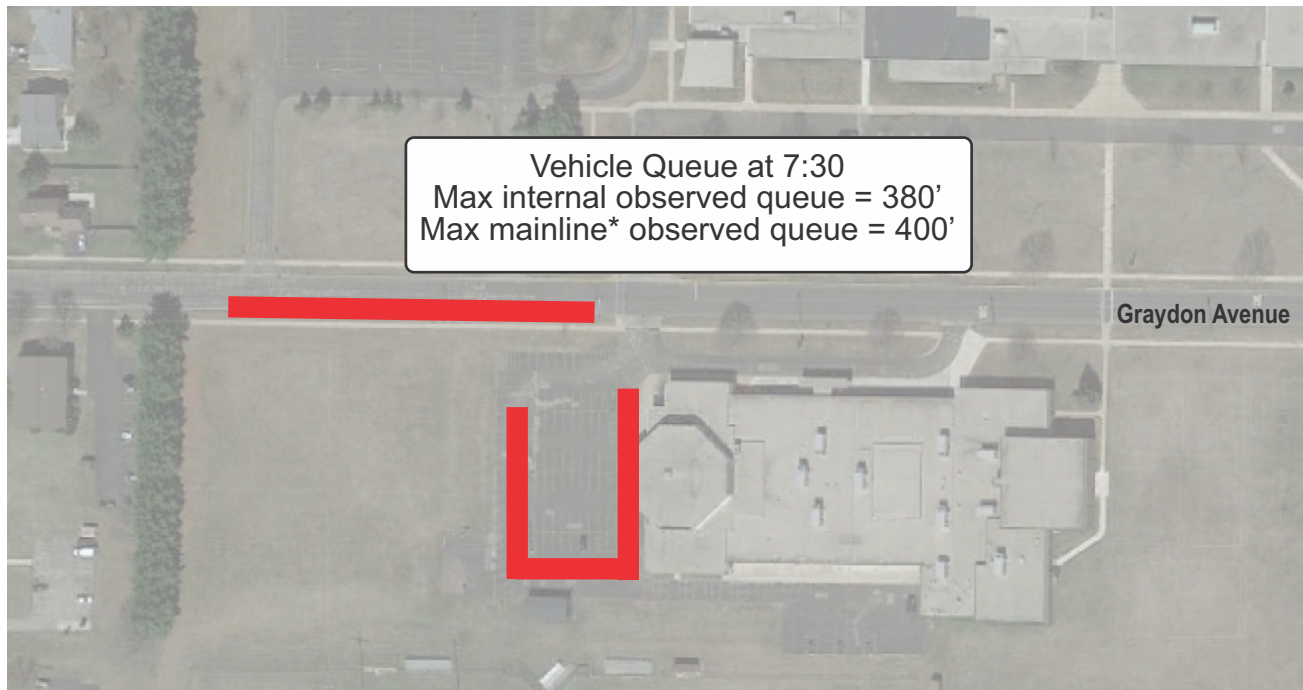 Vehicle Queue at 7:30
Max internal observed queue = 380’
Max mainline* observed queue = 400’
Graydon Avenue